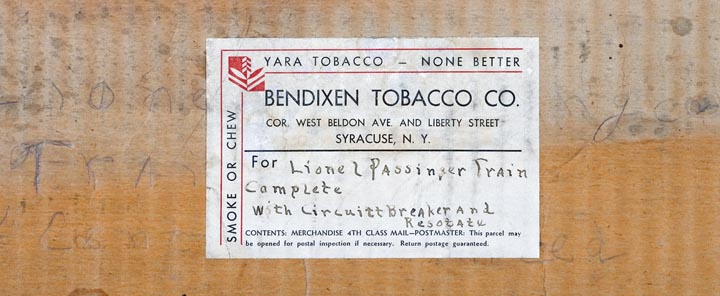 YARA TOBACCO — NONE BETTER
SMOKE OR CHEW
BENDIXEN TOBACCO CO.
COR. WEST BELDON AVE. AND LIBERTY STREET
SYRACUSE, N. Y.
For Lionel Passinger Train
Complete
With Circuitt Breaker and
Resotate
CONTENTS: MERCHANDISE 4TH CLASS MAIL—POSTMASTER: This parcel may
be opened for postal inspection if necessary. Return postage guaranteed.